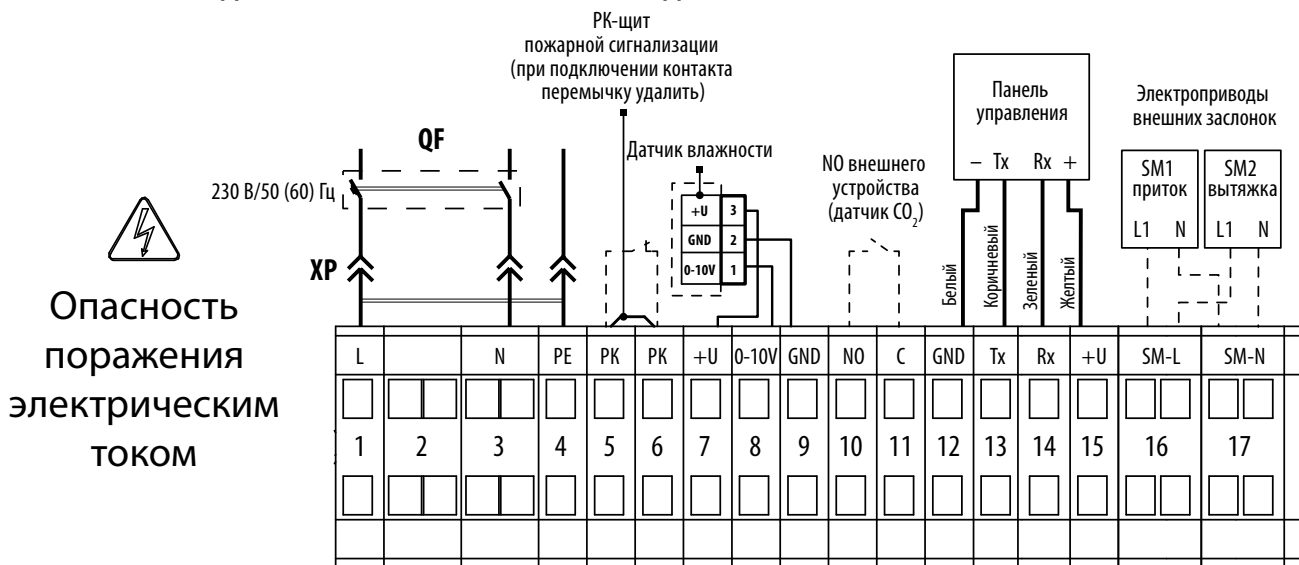 РК-щит
пожарной сигнализации
(при подключении контакта
перемычку удалить)
QF
230 В/50 (60) Гц
XP
Датчик влажности
+U 3
GND 2
0-10V 1
NO внешнего
устройства
(датчик CO2)
Панель
управления
– Tx Rx +
Белый
Коричневый
Зеленый
Желтый
Электроприводы
внешних заслонок
SM1
приток
L1 N
SM2
вытяжка
L1 N
Опасность
поражения
электрическим
током
L N PE PK PK +U 0-10V GND NO C GND Tx Rx +U SM-L SM-N
1 2 3 4 5 6 7 8 9 10 11 12 13 14 15 16 17